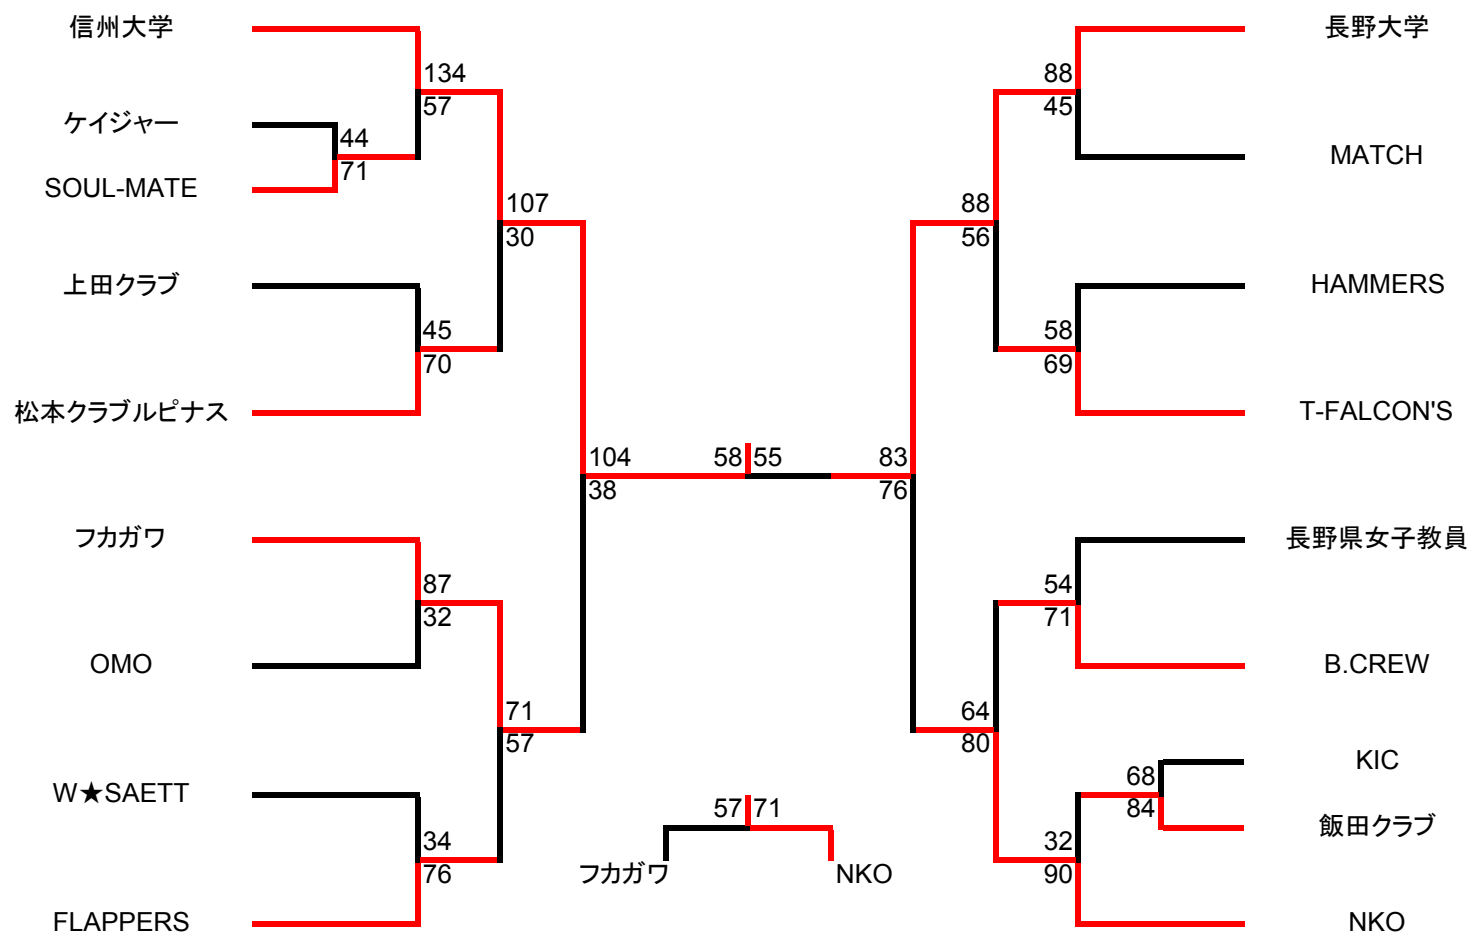 信州大学
134
57
ケイジャー
44
71
SOUL-MATE
107
30
上田クラブ
45
70
松本クラブルピナス
104
38
フカガワ
87
32
OMO
71
57
W★SAETT
34
76
FLAPPERS
58 55
57 71
フカガワ NKO
長野大学
88
45
MATCH
88
56
HAMMERS
58
69
T-FALCON'S
83
76
長野県女子教員
54
71
B.CREW
64
80
KIC
68
84
飯田クラブ
32
90
NKO